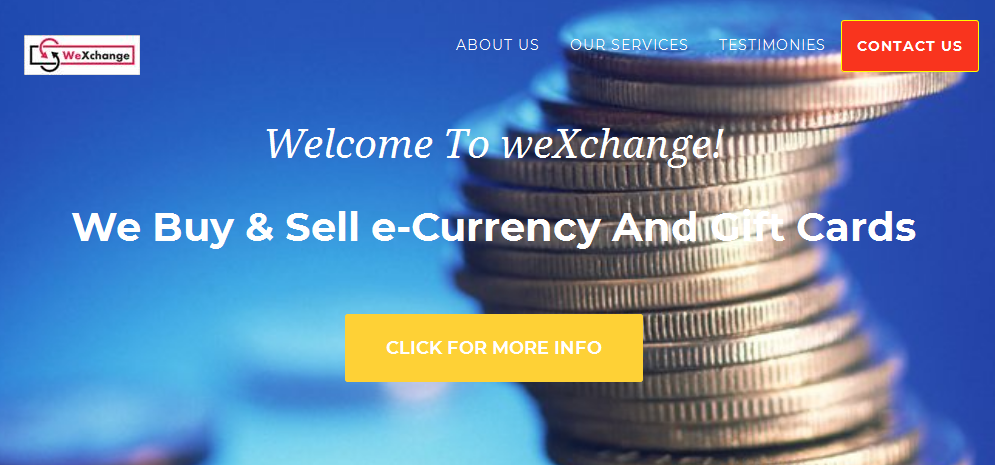 WeXchange
ABOUT US OUR SERVICES TESTIMONIES CONTACT US
Welcome To weXchange!
We Buy & Sell e-Currency And Gift Cards
CLICK FOR MORE INFO